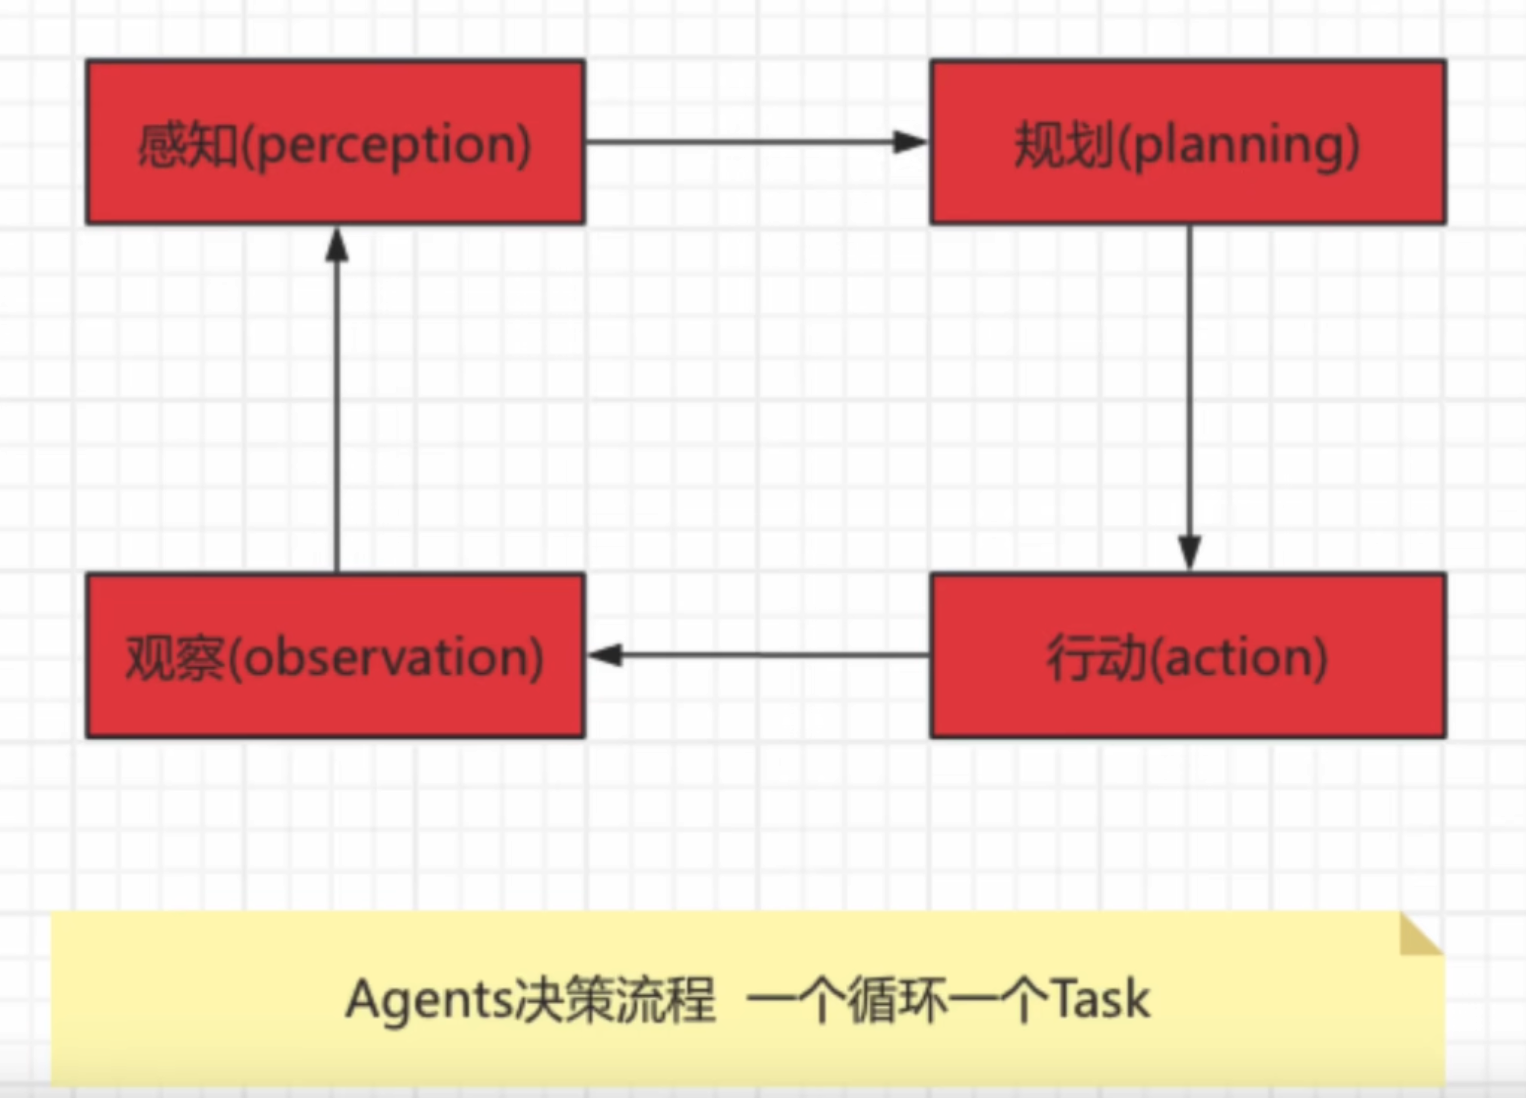 感知(perception)
规划(planning)
观察(observation)
行动(action)
Agents决策流程 一个循环一个Task